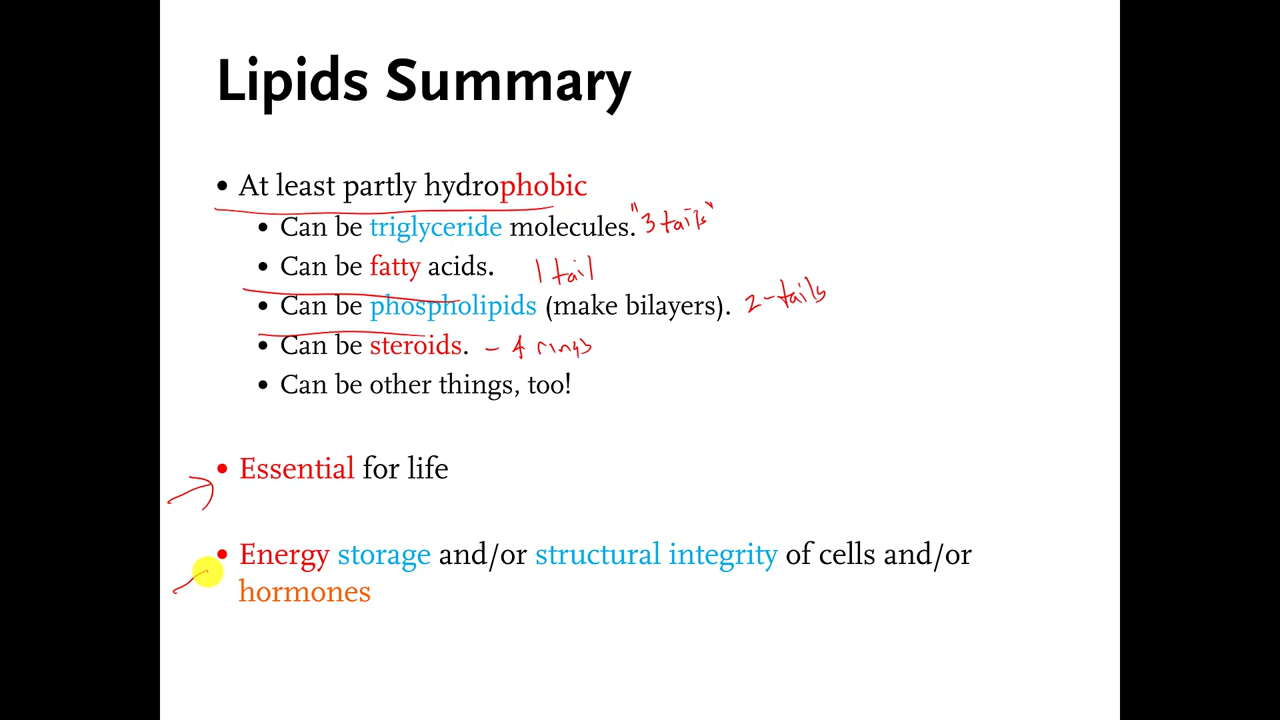 Lipids Summary
• At least partly hydrophobic
• Can be triglyceride molecules. "3 tails"
• Can be fatty acids. 1 tail
• Can be phospholipids (make bilayers). 2-tails
• Can be steroids. - 4 rings
• Can be other things, too!
• Essential for life
• Energy storage and/or structural integrity of cells and/or
hormones